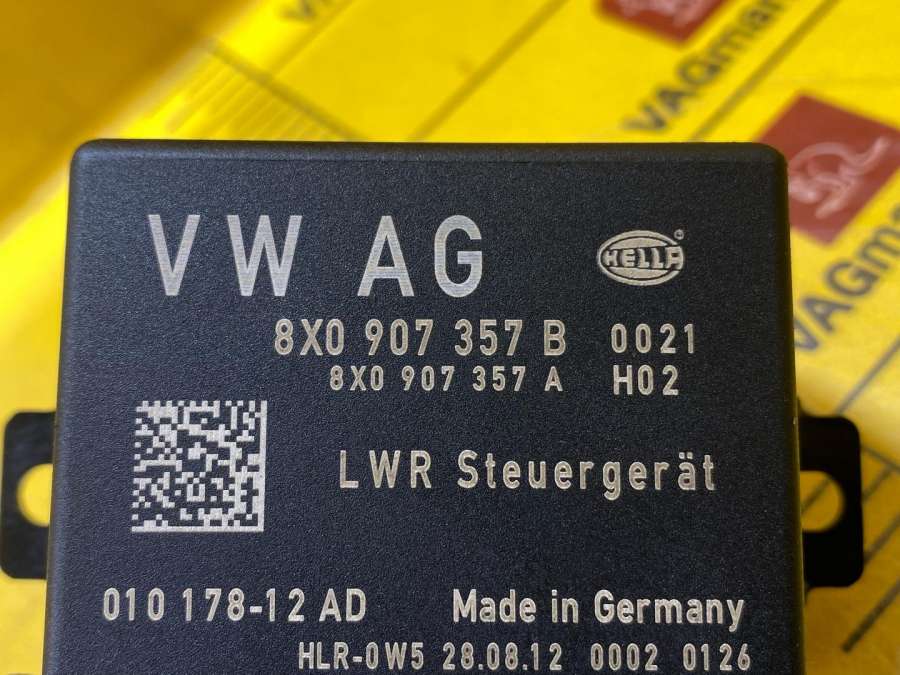 VAGman
VAGma
VW AG
HELLA
8X0 907 357 B 0021
8X0 907 357 A H02
LWR Steuergerät
010 178-12 AD Made in Germany
HLR-0W5 28.08.12 0002 0126